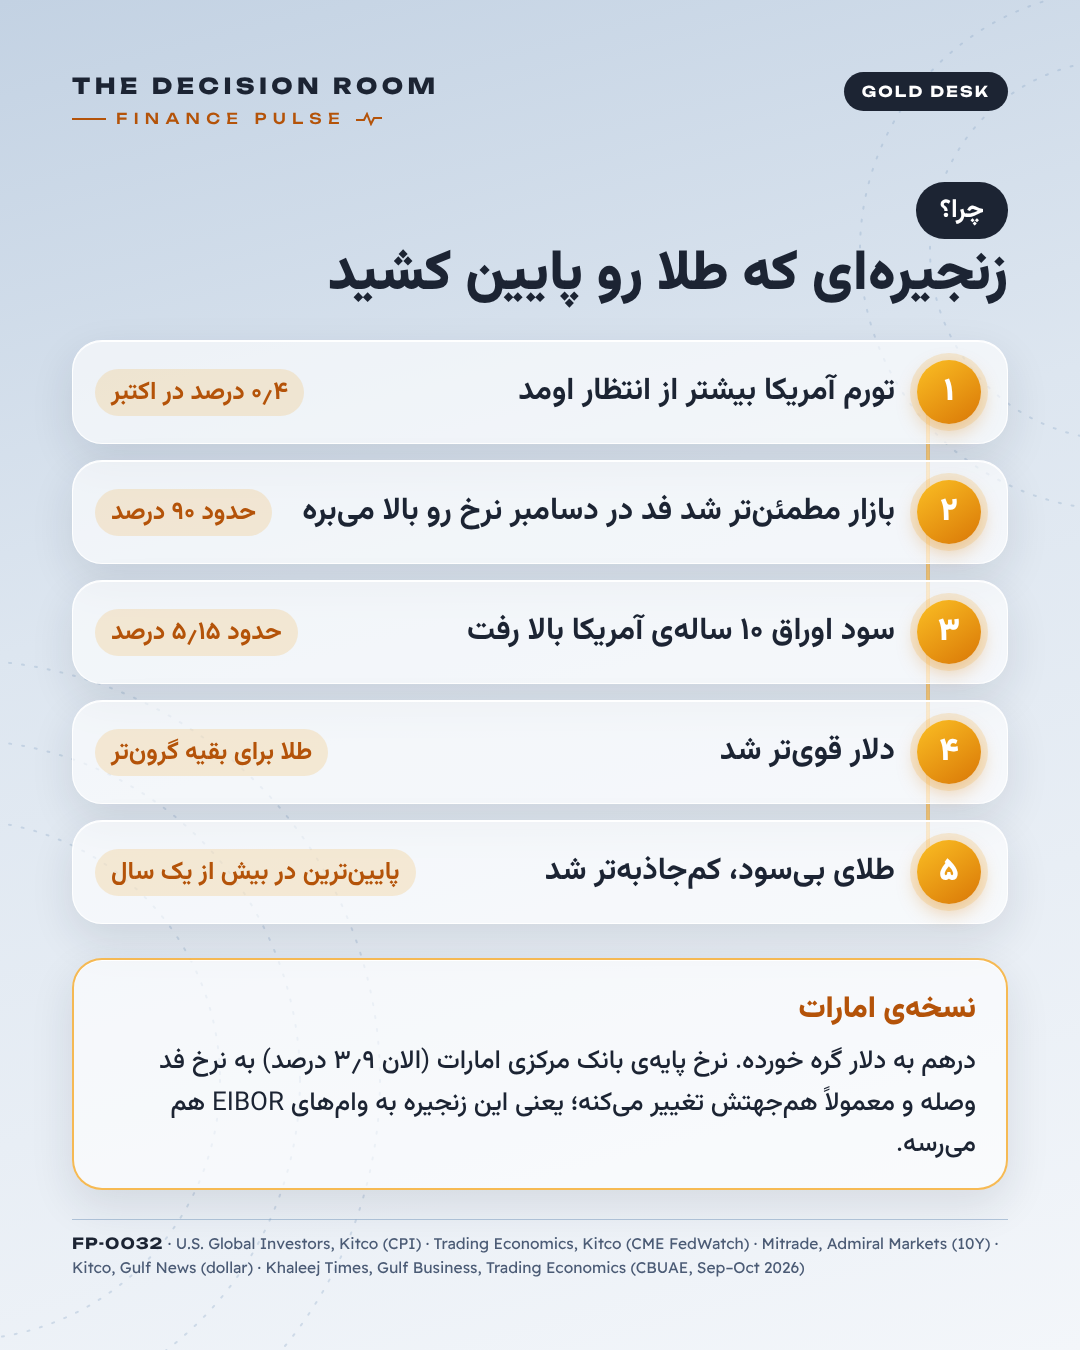 THE DECISION ROOM
FINANCE PULSE
GOLD DESK
چرا؟
زنجیره‌ای که طلا رو پایین کشید
۱
تورم آمریکا بیشتر از انتظار اومد
۰٫۴ درصد در اکتبر
۲
بازار مطمئن‌تر شد فد در دسامبر نرخ رو بالا می‌بره
حدود ۹۰ درصد
۳
سود اوراق ۱۰ ساله‌ی آمریکا بالا رفت
حدود ۵٫۱۵ درصد
۴
دلار قوی‌تر شد
طلا برای بقیه گرون‌تر
۵
طلای بی‌سود، کم‌جاذبه‌تر شد
پایین‌ترین در بیش از یک سال
نسخه‌ی امارات
درهم به دلار گره خورده. نرخ پایه‌ی بانک مرکزی امارات (الان ۳٫۹ درصد) به نرخ فد
وصله و معمولاً هم‌جهتش تغییر می‌کنه؛ یعنی این زنجیره به وام‌های EIBOR هم
می‌رسه.
FP-0032 · U.S. Global Investors, Kitco (CPI) · Trading Economics, Kitco (CME FedWatch) · Mitrade, Admiral Markets (10Y) ·
Kitco, Gulf News (dollar) · Khaleej Times, Gulf Business, Trading Economics (CBUAE, Sep–Oct 2026)